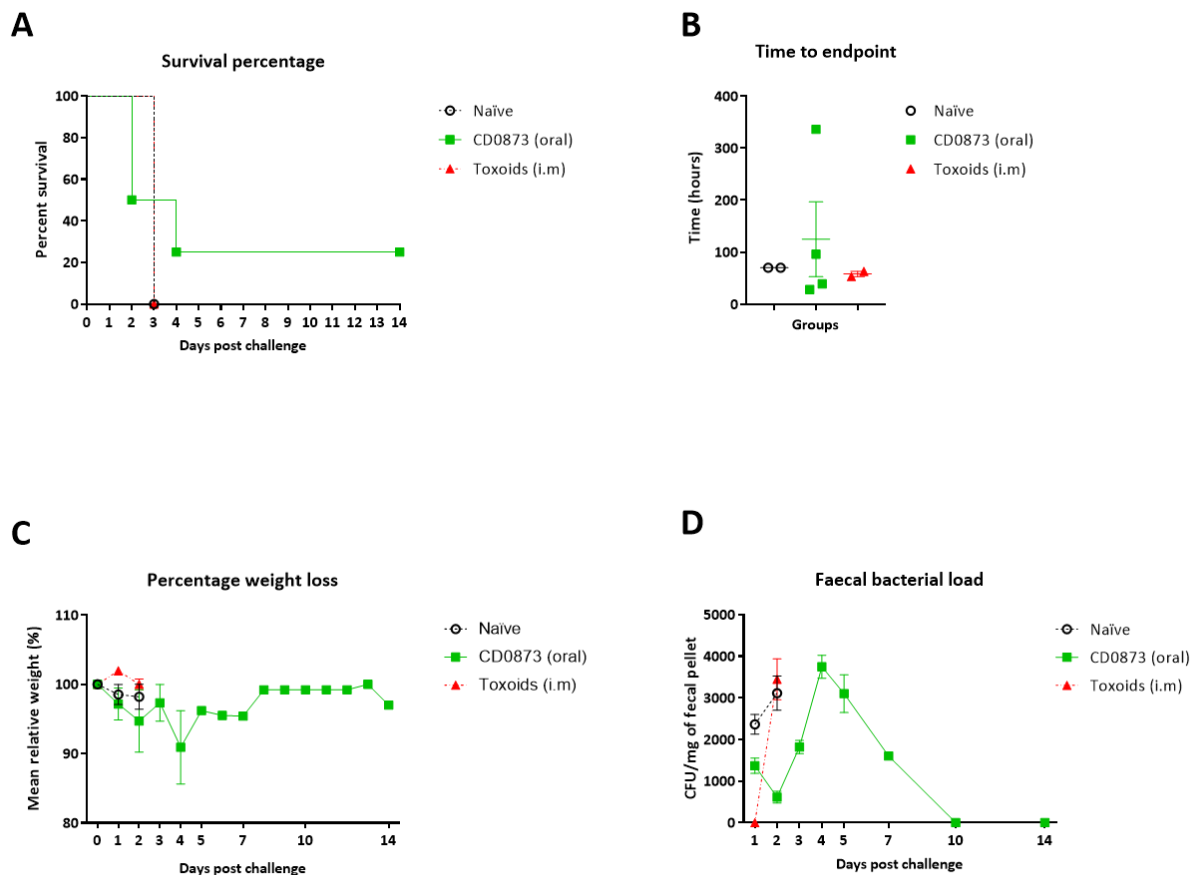 A
Survival percentage
Percent survival
100
80
60
40
20
0
0 1 2 3 4 5 6 7 8 9 10 11 12 13 14
Days post challenge
Naïve
CD0873 (oral)
Toxoids (i.m)
B
Time to endpoint
Time (hours)
400
300
200
100
0
Groups
Naïve
CD0873 (oral)
Toxoids (i.m)
C
Percentage weight loss
Mean relative weight (%)
110
100
90
80
0 1 2 3 4 5 7 10 14
Days post challenge
Naïve
CD0873 (oral)
Toxoids (i.m)
D
Faecal bacterial load
CFU/mg of fecal pellet
5000
4000
3000
2000
1000
0
1 2 3 4 5 7 10 14
Days post challenge
Naïve
CD0873 (oral)
Toxoids (i.m)